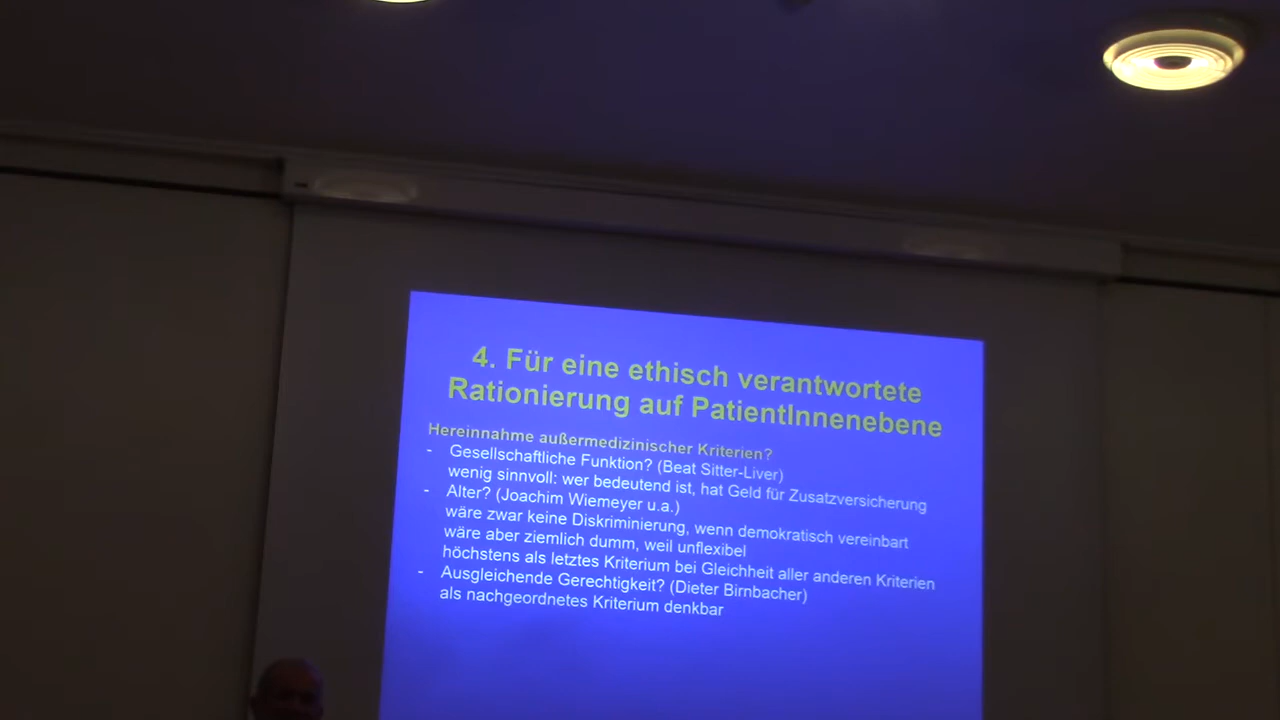 4. Für eine ethisch verantwortete
Rationierung auf PatientInnenebene
Hereinnahme außermedizinischer Kriterien?
- Gesellschaftliche Funktion? (Beat Sitter-Liver)
wenig sinnvoll: wer bedeutend ist, hat Geld für Zusatzversicherung
- Alter? (Joachim Wiemeyer u.a.)
wäre zwar keine Diskriminierung, wenn demokratisch vereinbart
wäre aber ziemlich dumm, weil unflexibel
höchstens als letztes Kriterium bei Gleichheit aller anderen Kriterien
- Ausgleichende Gerechtigkeit? (Dieter Birnbacher)
als nachgeordnetes Kriterium denkbar